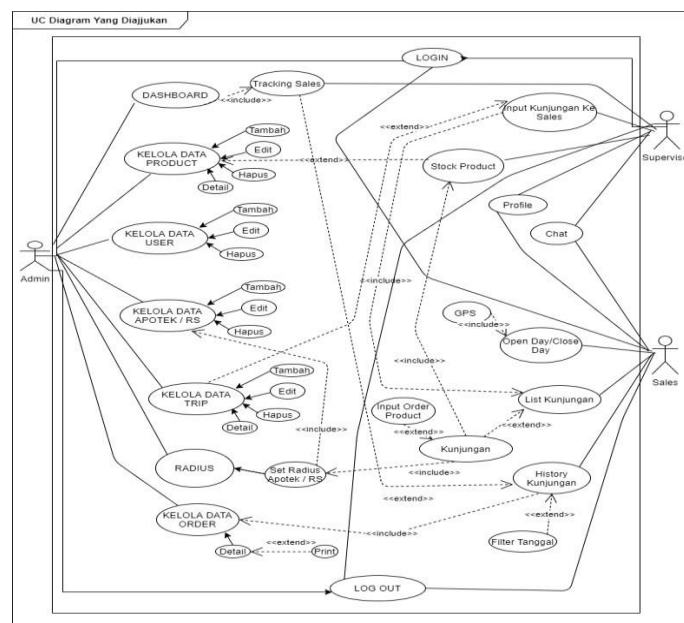 UC Diagram Yang Diajjukan
LOGIN
DASHBOARD
<<include>>
Tracking Sales
<<extend>>
Input Kunjungan Ke
Sales
Supervisor
KELOLA DATA
PRODUCT
Tambah
Edit
Hapus
Detail
<<extend>>
Stock Product
Profile
Chat
KELOLA DATA
USER
Tambah
Edit
Hapus
Admin
<<include>>
KELOLA DATA
APOTEK / RS
Tambah
Edit
Hapus
GPS
<<include>>
Open Day/Close
Day
Sales
<<include>>
KELOLA DATA
TRIP
Tambah
Edit
Hapus
Detail
<<include>>
Input Order
Product
<<extend>>
List Kunjungan
<<extend>>
Kunjungan
RADIUS
Set Radius
Apotek / RS
<<include>>
History
Kunjungan
<<extend>>
KELOLA DATA
ORDER
<<include>>
Detail
<<extend>>
Print
<<extend>>
Filter Tanggal
LOG OUT